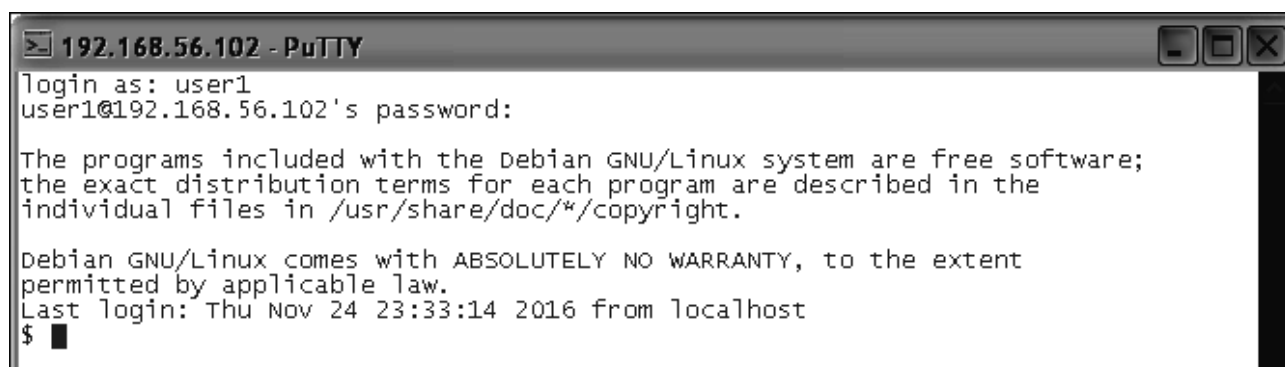 192.168.56.102 - PuTTY
login as: user1
user1@192.168.56.102's password:
The programs included with the Debian GNU/Linux system are free software;
the exact distribution terms for each program are described in the
individual files in /usr/share/doc/*/copyright.
Debian GNU/Linux comes with ABSOLUTELY NO WARRANTY, to the extent
permitted by applicable law.
Last login: Thu Nov 24 23:33:14 2016 from localhost
$